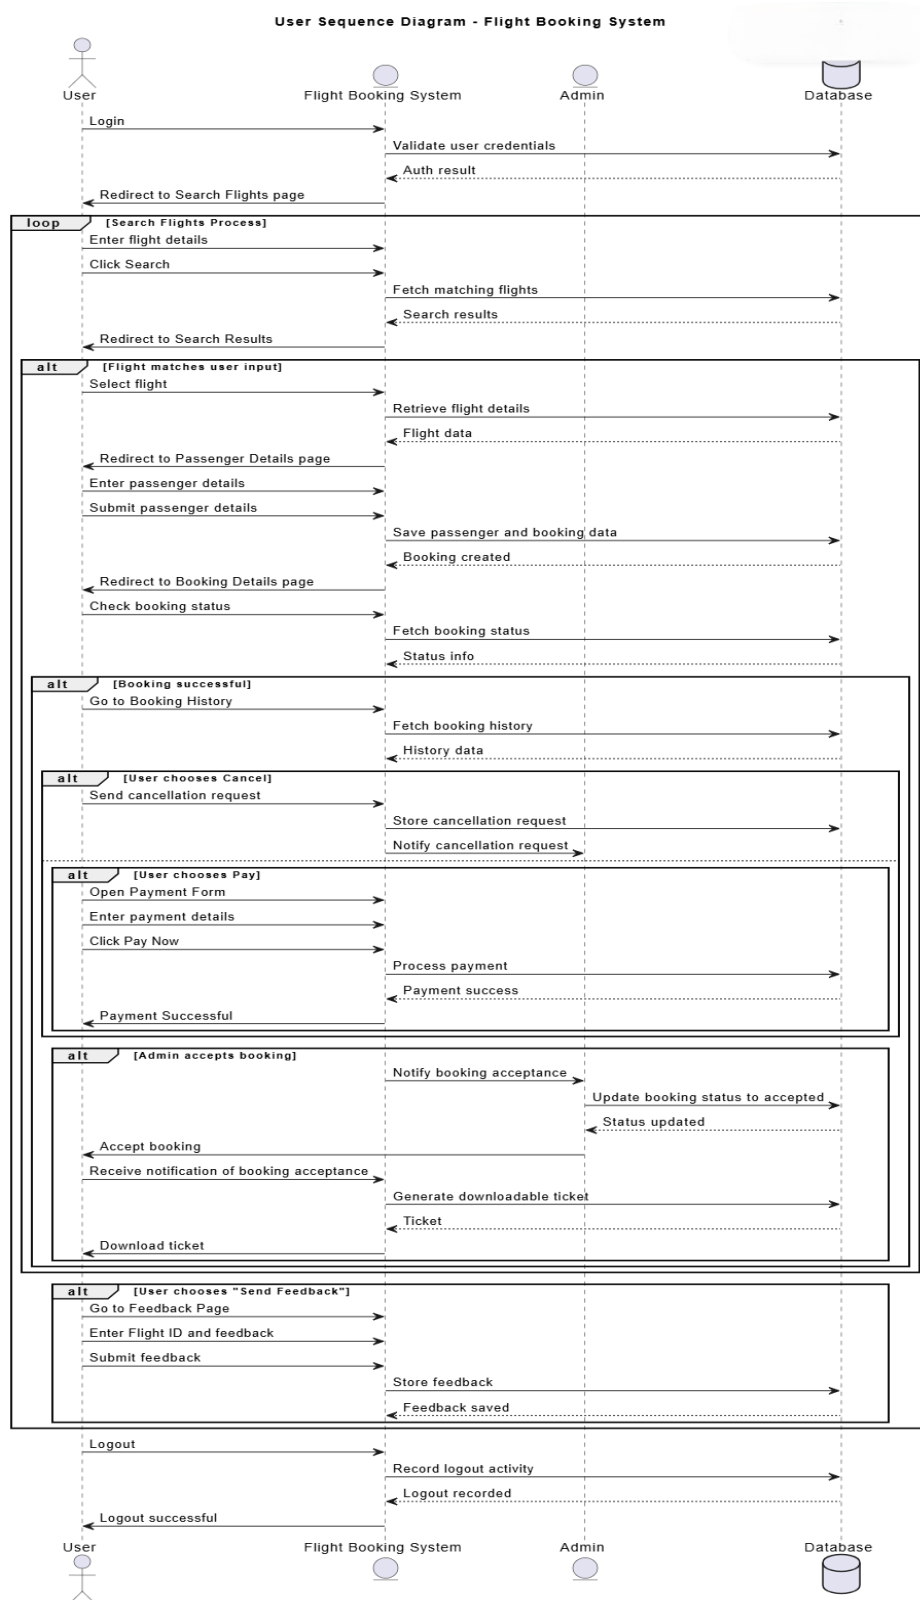 User Sequence Diagram - Flight Booking System
User Flight Booking System Admin Database
Login
Validate user credentials
Auth result
Redirect to Search Flights page
loop [Search Flights Process]
Enter flight details
Click Search
Fetch matching flights
Search results
Redirect to Search Results
alt [Flight matches user input]
Select flight
Retrieve flight details
Flight data
Redirect to Passenger Details page
Enter passenger details
Submit passenger details
Save passenger and booking data
Booking created
Redirect to Booking Details page
Check booking status
Fetch booking status
Status info
alt [Booking successful]
Go to Booking History
Fetch booking history
History data
alt [User chooses Cancel]
Send cancellation request
Store cancellation request
Notify cancellation request
alt [User chooses Pay]
Open Payment Form
Enter payment details
Click Pay Now
Process payment
Payment success
Payment Successful
alt [Admin accepts booking]
Notify booking acceptance
Update booking status to accepted
Status updated
Accept booking
Receive notification of booking acceptance
Generate downloadable ticket
Ticket
Download ticket
alt [User chooses "Send Feedback"]
Go to Feedback Page
Enter Flight ID and feedback
Submit feedback
Store feedback
Feedback saved
Logout
Record logout activity
Logout recorded
Logout successful
User Flight Booking System Admin Database